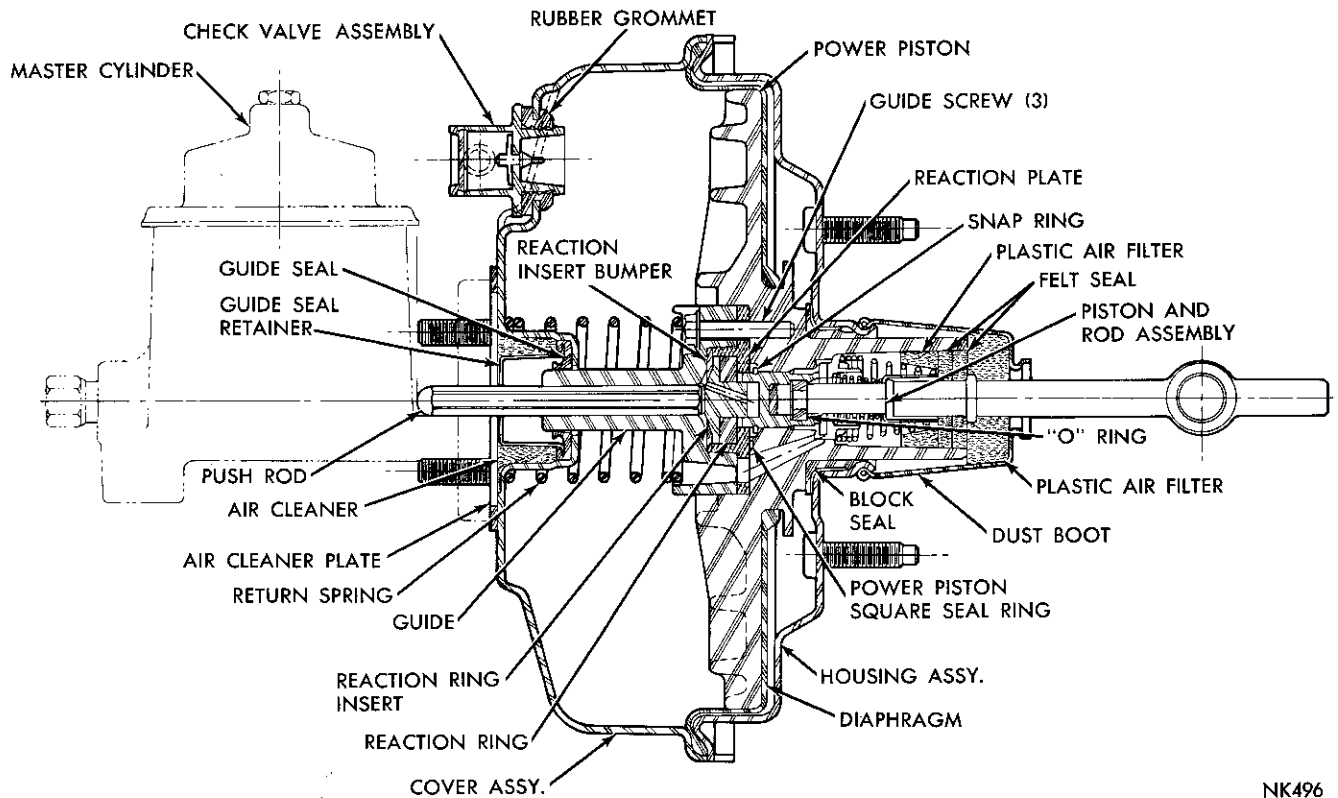 RUBBER GROMMET
CHECK VALVE ASSEMBLY
MASTER CYLINDER
POWER PISTON
GUIDE SCREW (3)
REACTION PLATE
SNAP RING
PLASTIC AIR FILTER
FELT SEAL
PISTON AND
ROD ASSEMBLY
REACTION
INSERT BUMPER
GUIDE SEAL
GUIDE SEAL
RETAINER
"O" RING
PUSH ROD
AIR CLEANER
AIR CLEANER PLATE
RETURN SPRING
GUIDE
BLOCK
SEAL
PLASTIC AIR FILTER
DUST BOOT
POWER PISTON
SQUARE SEAL RING
REACTION RING
INSERT
REACTION RING
COVER ASSY.
HOUSING ASSY.
DIAPHRAGM
NK496